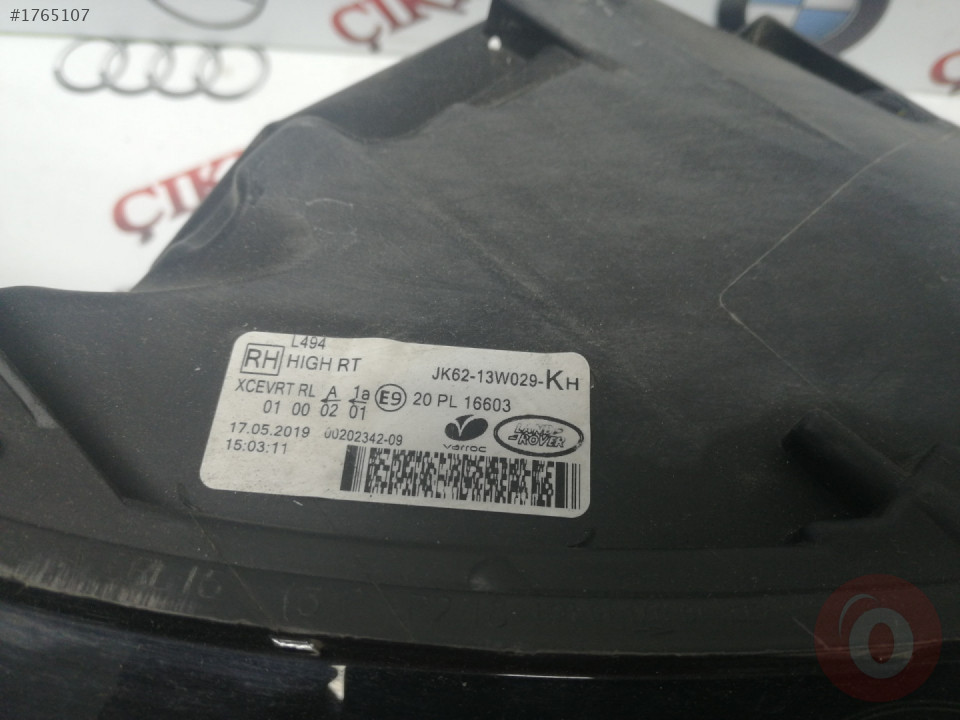 #1765107
ÇIK
ÇIK
L494
RH HIGH RT
JK62-13W029-KH
XCEVRT RL A 1a E9 20 PL 16603
01 00 02 01
17.05.2019 00202342-09
15:03:11
varroc
LAND ROVER
O